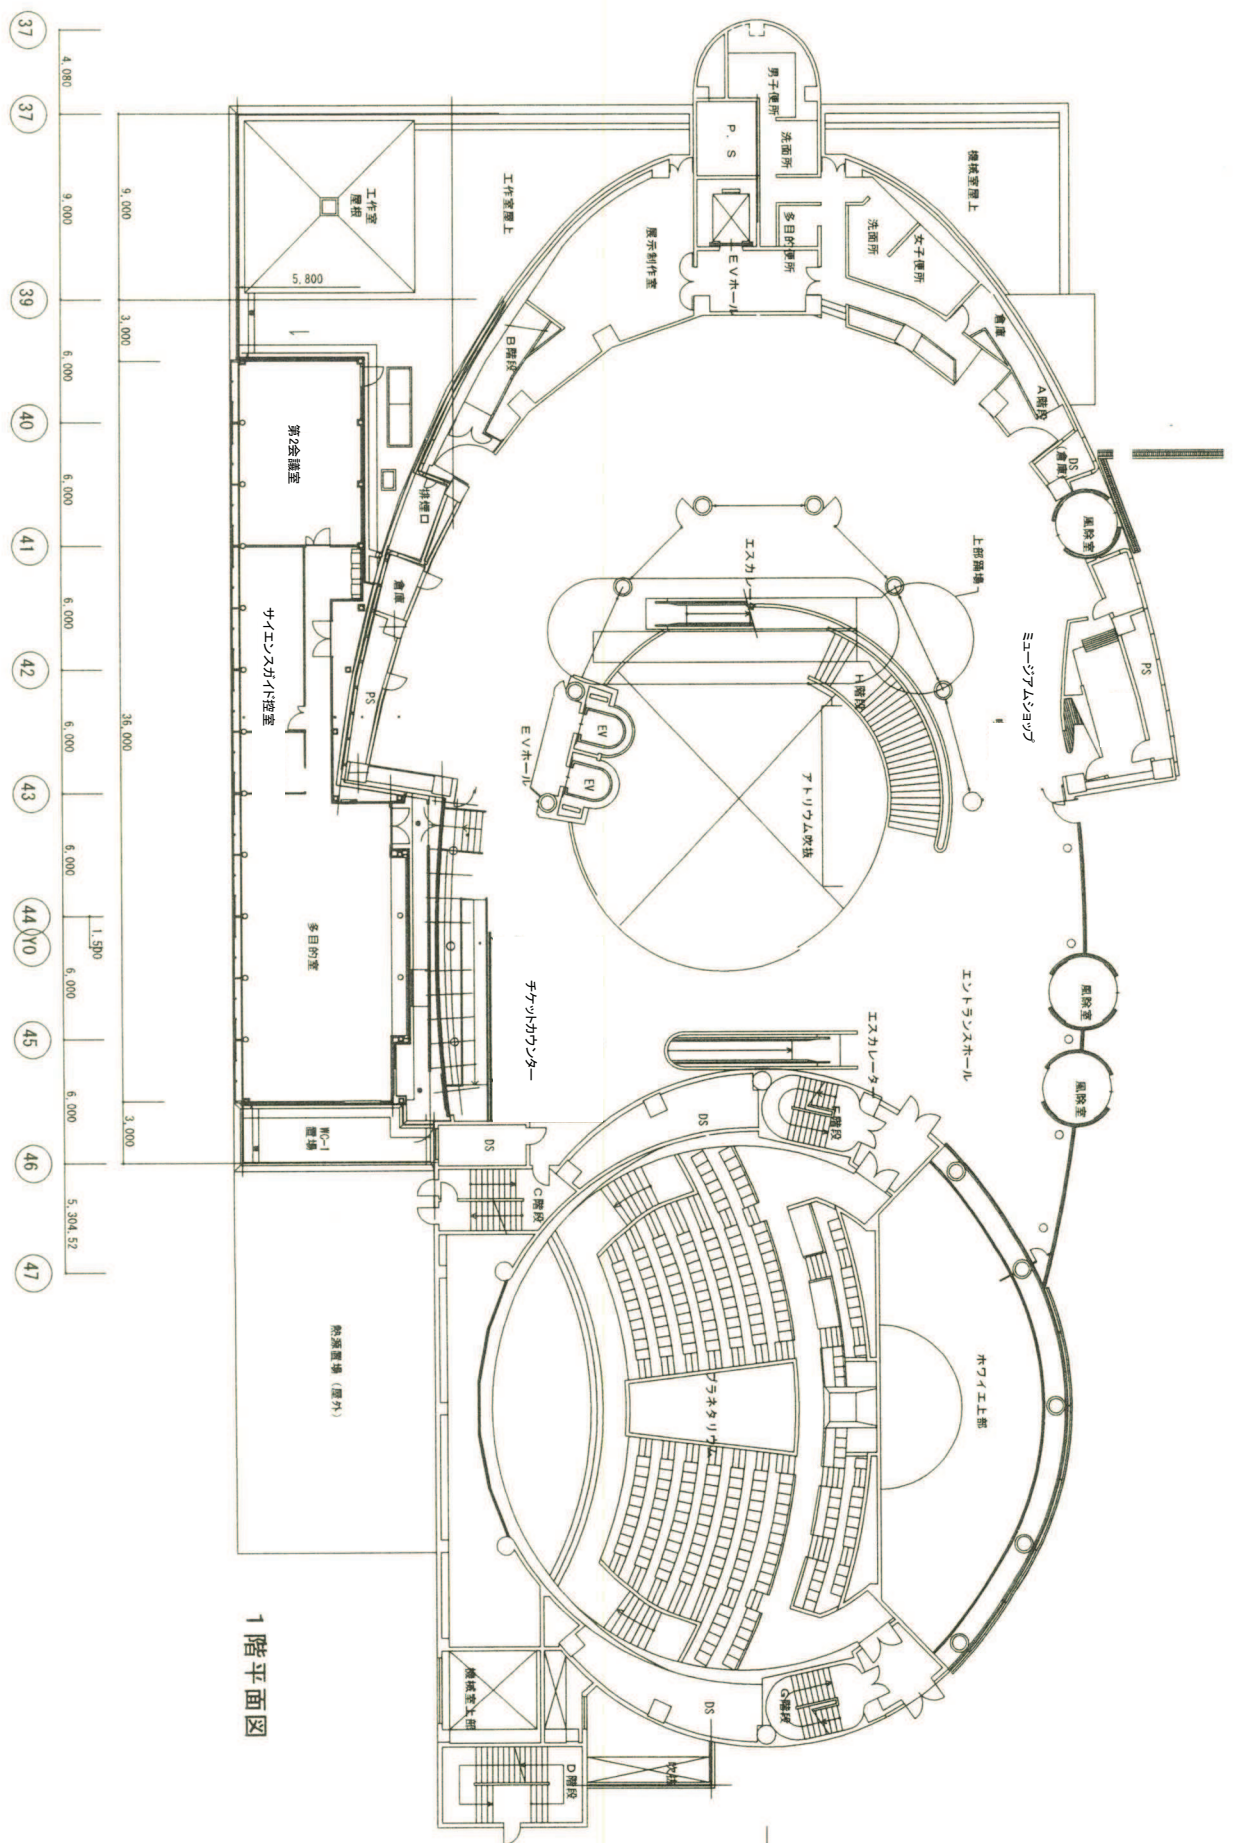 37
4,080
37
9,000
9,000
39
3,000
6,000
40
6,000
41
6,000
42
6,000
36,000
43
6,000
44
Y0
1,500
6,000
45
6,000
3,000
46
5,304.52
47
男子便所
P.S
洗面所
機械室屋上
工作室
屋根
工作室屋上
5,800
展示制作室
EVホール
多目的便所
洗面所
女子便所
倉庫
A階段
B階段
DS
(倉庫)
風除室
第2会議室
排煙口
エスカレー
上部踊場
倉庫
サイエンスガイド控室
PS
ミュージアムショップ
PS
H階段
EV
EV
EVホール
アトリウム吹抜
多目的室
チケットカウンター
エントランスホール
エスカレーター
風除室
風除室
WC-1
置場
DS
C階段
DS
F階段
熱源置場(屋外)
プラネタリウム
ホワイエ上部
機械室上部
DS
G階段
D階段
吹抜
1階平面図